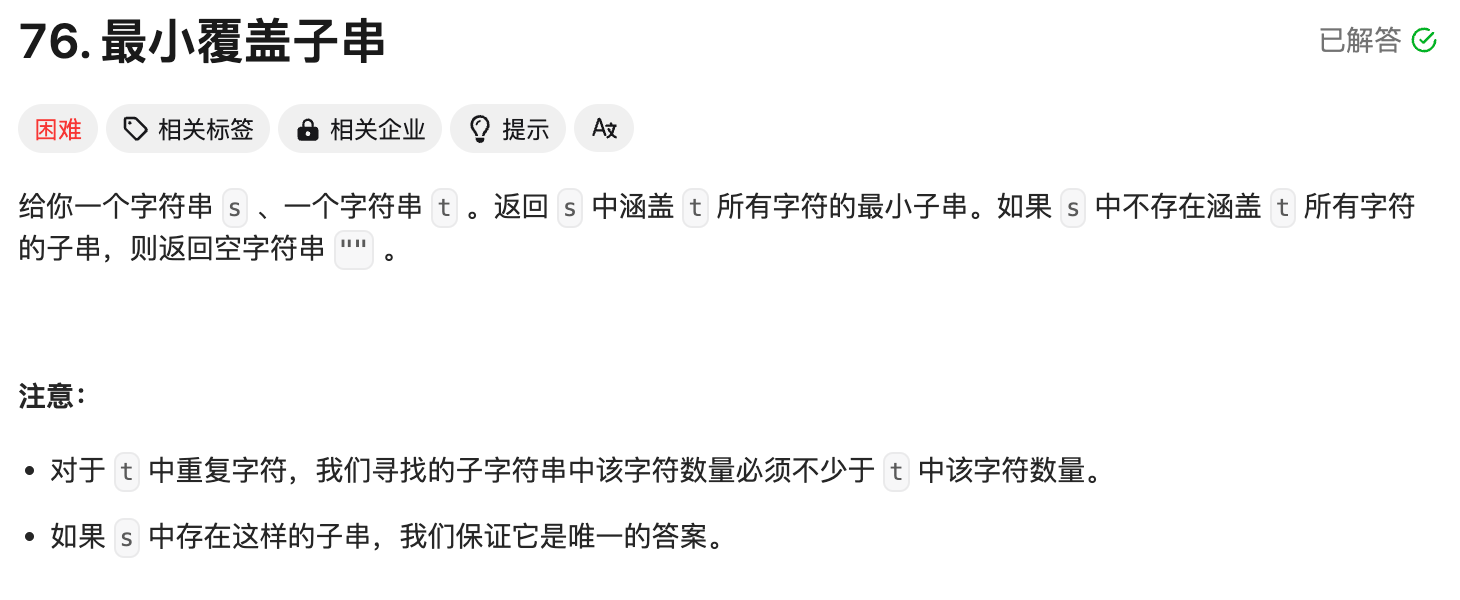 76. 最小覆盖子串
已解答
困难 相关标签 相关企业 提示 A文
给你一个字符串 s 、一个字符串 t 。返回 s 中涵盖 t 所有字符的最小子串。如果 s 中不存在涵盖 t 所有字符
的子串，则返回空字符串 "" 。
注意：
• 对于 t 中重复字符，我们寻找的子字符串中该字符数量必须不少于 t 中该字符数量。
• 如果 s 中存在这样的子串，我们保证它是唯一的答案。